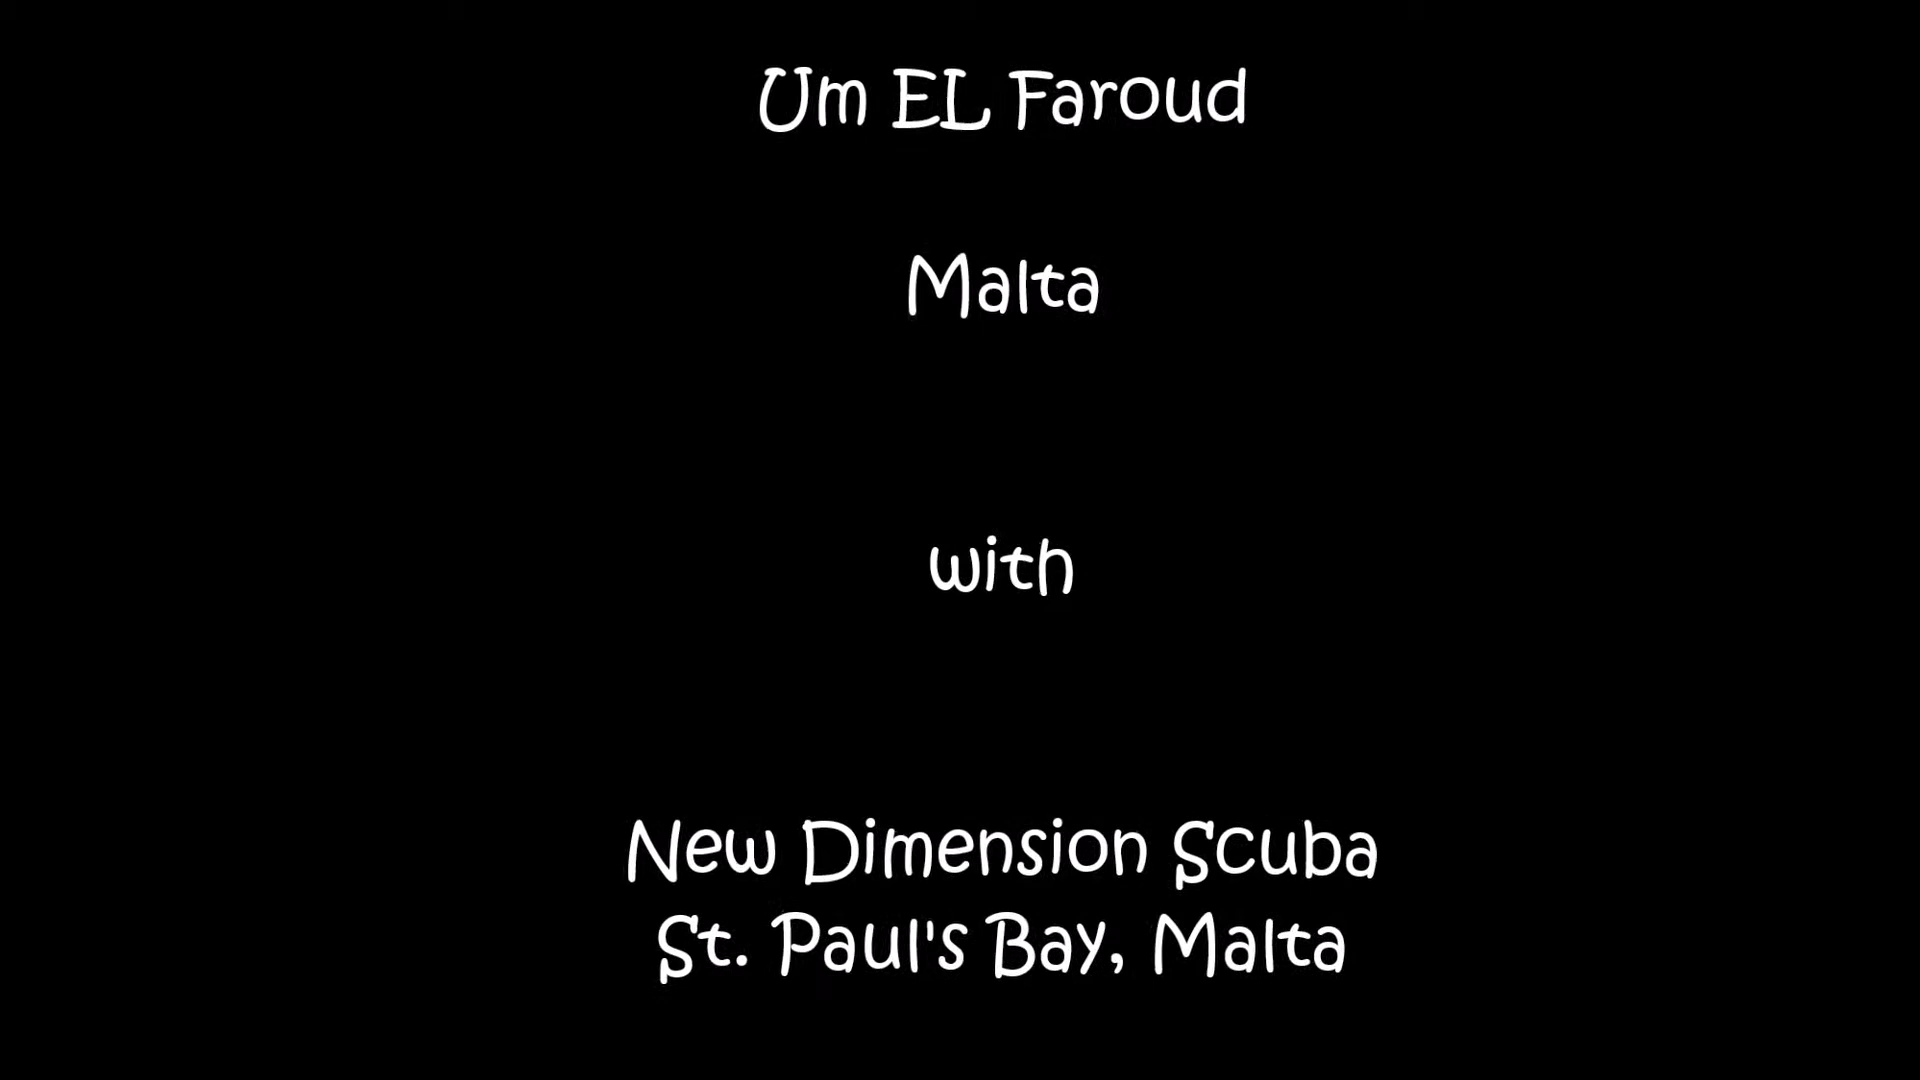 Um EL Faroud
Malta
with
New Dimension Scuba
St. Paul's Bay, Malta